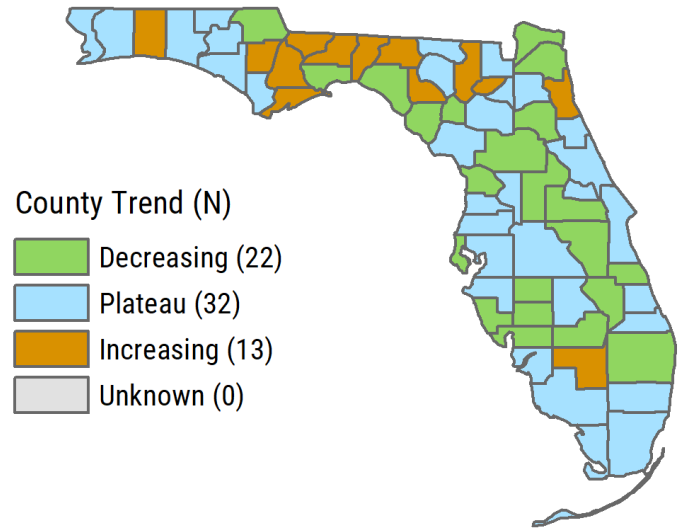 County Trend (N)
Decreasing (22)
Plateau (32)
Increasing (13)
Unknown (0)